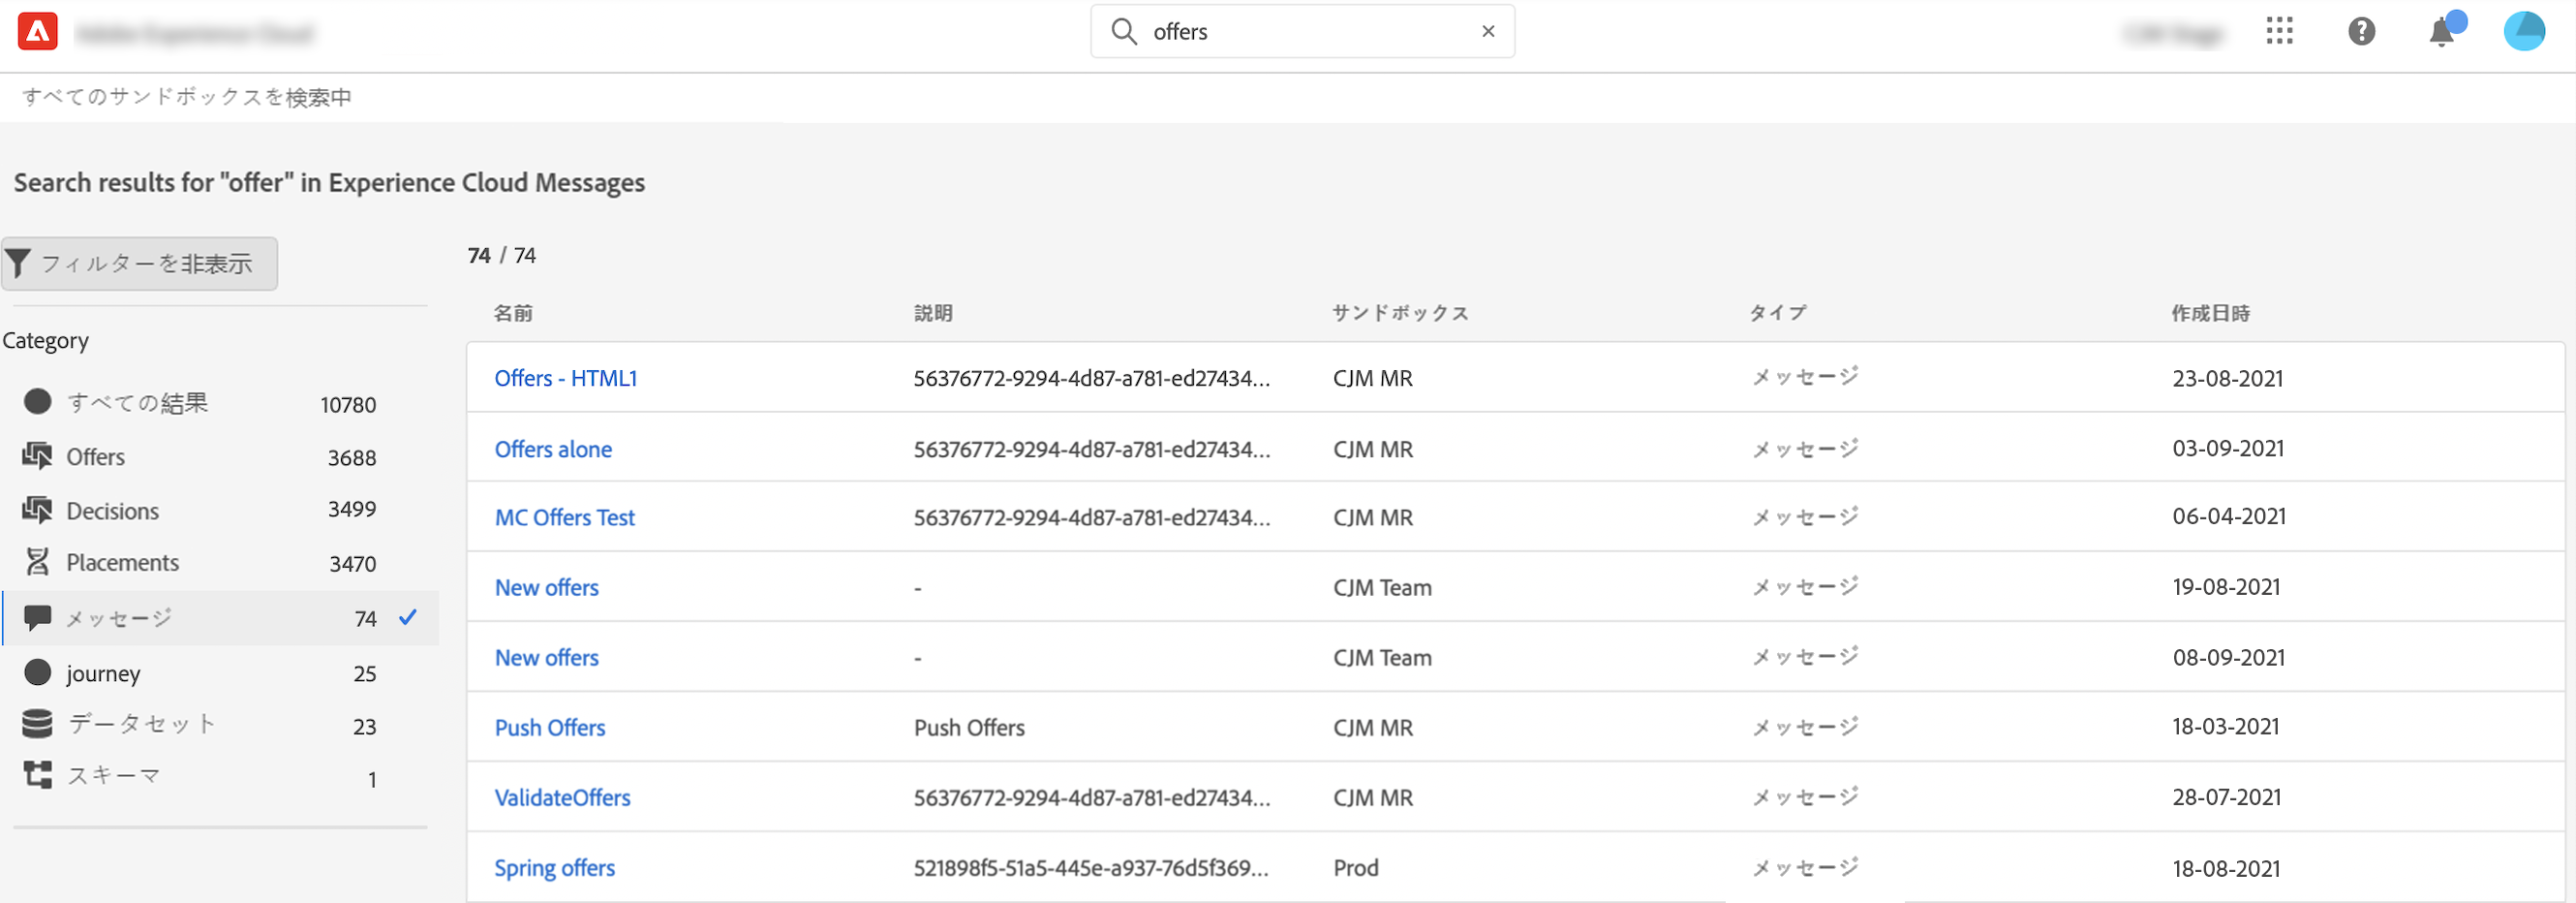 offers
すべてのサンドボックスを検索中
Search results for "offer" in Experience Cloud Messages
フィルターを非表示
74 / 74
Category
すべての結果 10780
Offers 3688
Decisions 3499
Placements 3470
メッセージ 74
journey 25
データセット 23
スキーマ 1
名前 説明 サンドボックス タイプ 作成日時
Offers - HTML1 56376772-9294-4d87-a781-ed27434... CJM MR メッセージ 23-08-2021
Offers alone 56376772-9294-4d87-a781-ed27434... CJM MR メッセージ 03-09-2021
MC Offers Test 56376772-9294-4d87-a781-ed27434... CJM MR メッセージ 06-04-2021
New offers - CJM Team メッセージ 19-08-2021
New offers - CJM Team メッセージ 08-09-2021
Push Offers Push Offers CJM MR メッセージ 18-03-2021
ValidateOffers 56376772-9294-4d87-a781-ed27434... CJM MR メッセージ 28-07-2021
Spring offers 521898f5-51a5-445e-a937-76d5f369... Prod メッセージ 18-08-2021